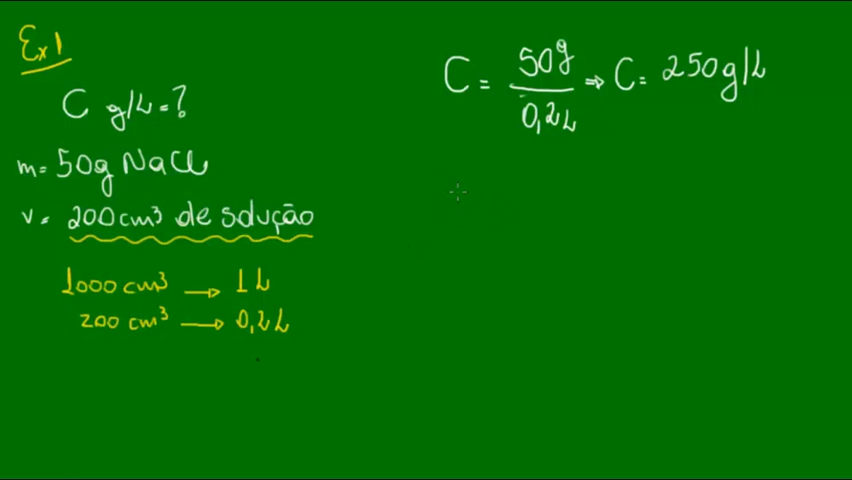 Ex1
C g/L = ?
m = 50g NaCl
v = 200cm³ de solução
1000 cm³ → 1L
200 cm³ → 0,2L
C = 50g / 0,2L ⇒ C = 250g/L